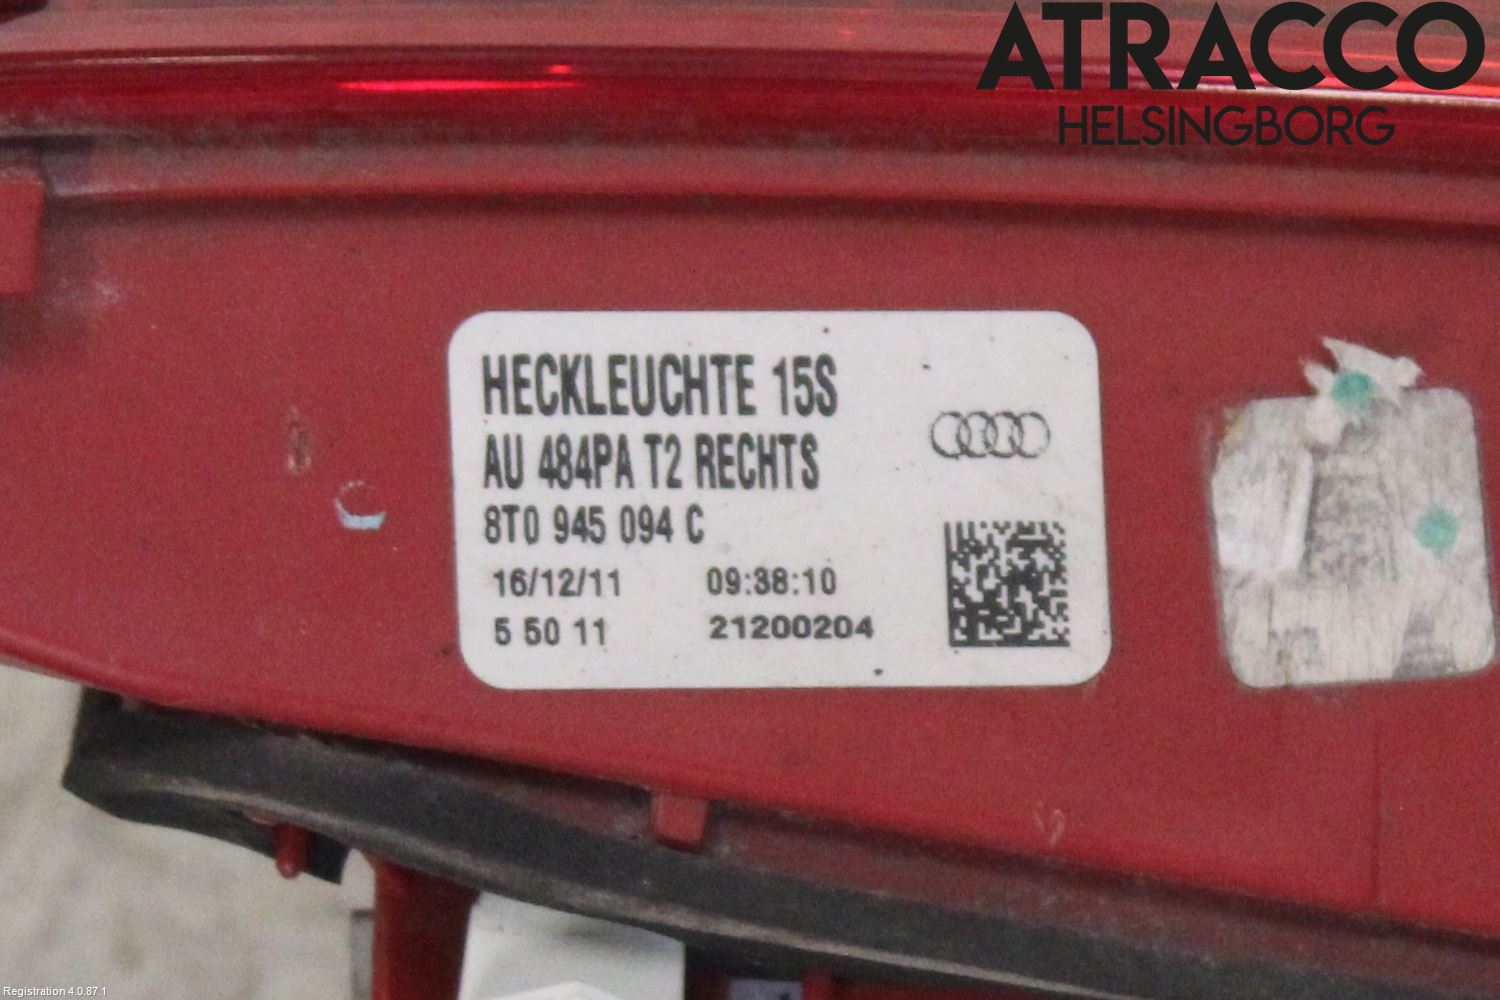 ATRACCO
HELSINGBORG
HECKLEUCHTE 15S
AU 484PA T2 RECHTS
8T0 945 094 C
16/12/11 09:38:10
5 50 11 21200204
Registration 4.0.87.1